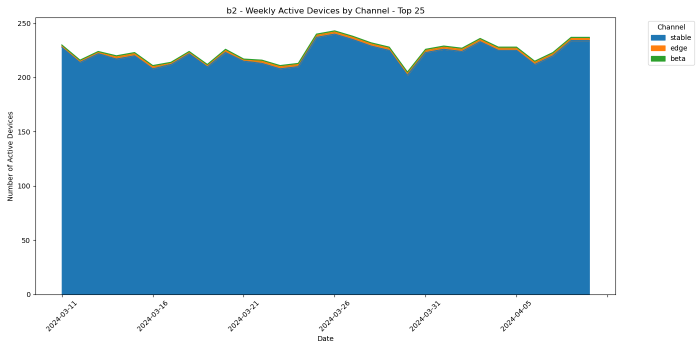 b2 - Weekly Active Devices by Channel - Top 25
Channel
stable
edge
beta
Number of Active Devices
250
200
150
100
50
0
2024-03-11
2024-03-16
2024-03-21
2024-03-26
2024-03-31
2024-04-05
Date